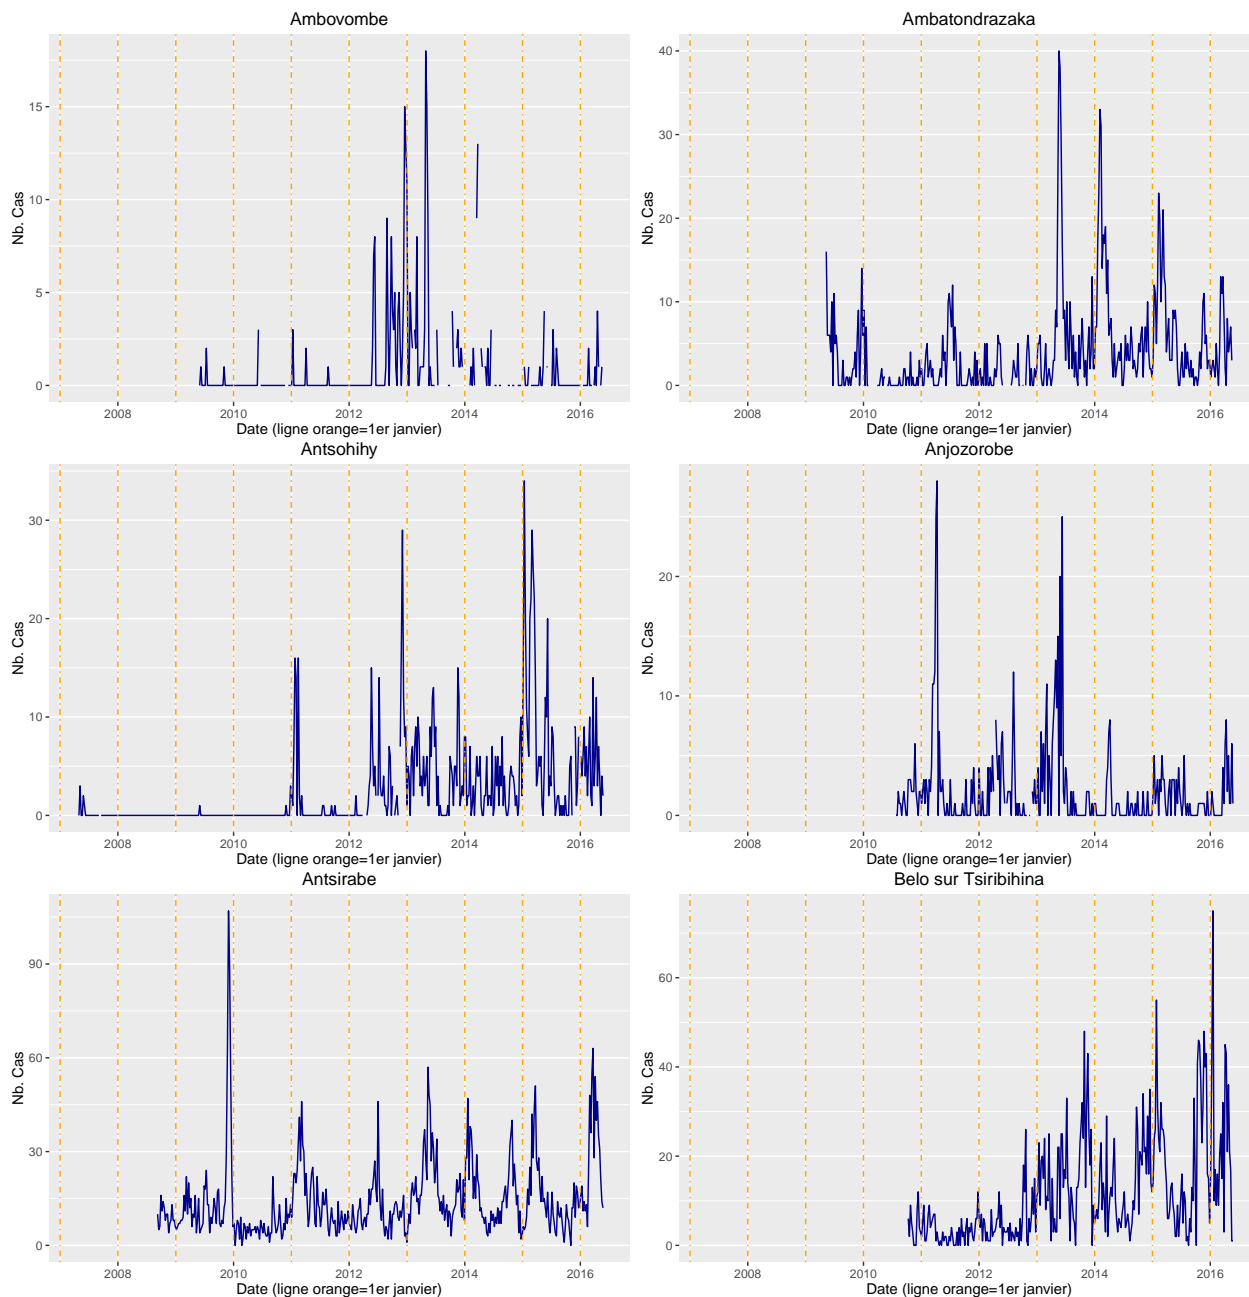 Ambovombe
Nb. Cas
15
10
5
0
2008 2010 2012 2014 2016
Date (ligne orange=1er janvier)
Ambatondrazaka
Nb. Cas
40
30
20
10
0
2008 2010 2012 2014 2016
Date (ligne orange=1er janvier)
Antsohihy
Nb. Cas
30
20
10
0
2008 2010 2012 2014 2016
Date (ligne orange=1er janvier)
Anjozorobe
Nb. Cas
20
10
0
2008 2010 2012 2014 2016
Date (ligne orange=1er janvier)
Antsirabe
Nb. Cas
90
60
30
0
2008 2010 2012 2014 2016
Date (ligne orange=1er janvier)
Belo sur Tsiribihina
Nb. Cas
60
40
20
0
2008 2010 2012 2014 2016
Date (ligne orange=1er janvier)